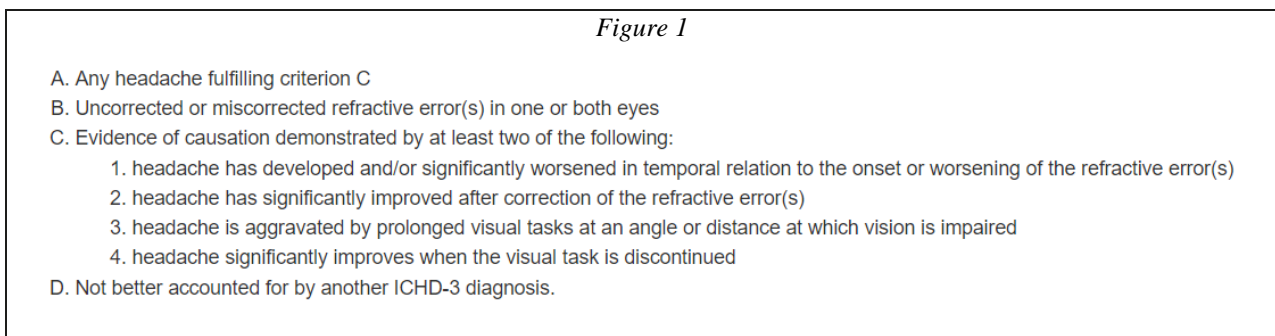 Figure 1
A. Any headache fulfilling criterion C
B. Uncorrected or miscorrected refractive error(s) in one or both eyes
C. Evidence of causation demonstrated by at least two of the following:
1. headache has developed and/or significantly worsened in temporal relation to the onset or worsening of the refractive error(s)
2. headache has significantly improved after correction of the refractive error(s)
3. headache is aggravated by prolonged visual tasks at an angle or distance at which vision is impaired
4. headache significantly improves when the visual task is discontinued
D. Not better accounted for by another ICHD-3 diagnosis.